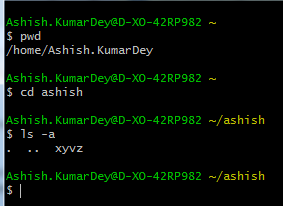 Ashish.KumarDey@D-XO-42RP982 ~
$ pwd
/home/Ashish.KumarDey
Ashish.KumarDey@D-XO-42RP982 ~
$ cd ashish
Ashish.KumarDey@D-XO-42RP982 ~/ashish
$ ls -a
.  ..  xyvz
Ashish.KumarDey@D-XO-42RP982 ~/ashish
$